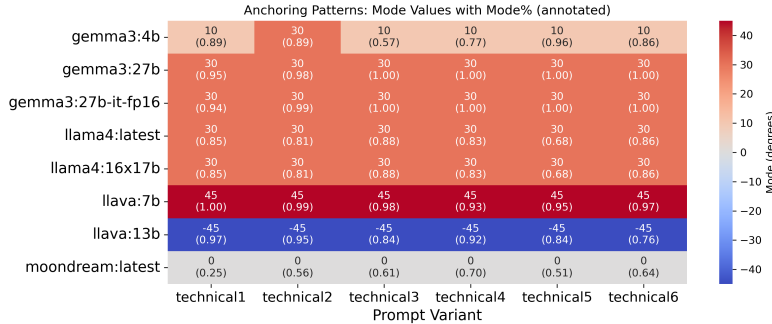 Anchoring Patterns: Mode Values with Mode% (annotated)
gemma3:4b 10 30 10 10 10 10
(0.89) (0.89) (0.57) (0.77) (0.96) (0.86)
gemma3:27b 30 30 30 30 30 30
(0.95) (0.98) (1.00) (1.00) (1.00) (1.00)
gemma3:27b-it-fp16 30 30 30 30 30 30
(0.94) (0.99) (1.00) (1.00) (1.00) (1.00)
llama4:latest 30 30 30 30 30 30
(0.85) (0.81) (0.88) (0.83) (0.68) (0.86)
llama4:16x17b 30 30 30 30 30 30
(0.85) (0.81) (0.88) (0.83) (0.68) (0.86)
llava:7b 45 45 45 45 45 45
(1.00) (0.99) (0.98) (0.93) (0.95) (0.97)
llava:13b -45 -45 -45 -45 -45 -45
(0.97) (0.95) (0.84) (0.92) (0.84) (0.76)
moondream:latest 0 0 0 0 0 0
(0.25) (0.56) (0.61) (0.70) (0.51) (0.64)
technical1 technical2 technical3 technical4 technical5 technical6
Prompt Variant
40
30
20
10
0
−10
−20
−30
−40
Mode (degrees)